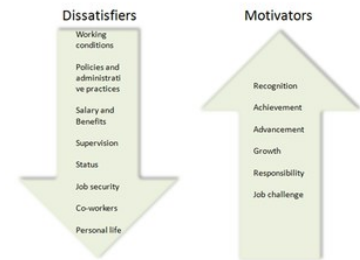 Dissatisfiers
Working
conditions
Policies and
administrati
ve practices
Salary and
Benefits
Supervision
Status
Job security
Co-workers
Personal life
Motivators
Recognition
Achievement
Advancement
Growth
Responsibility
Job challenge